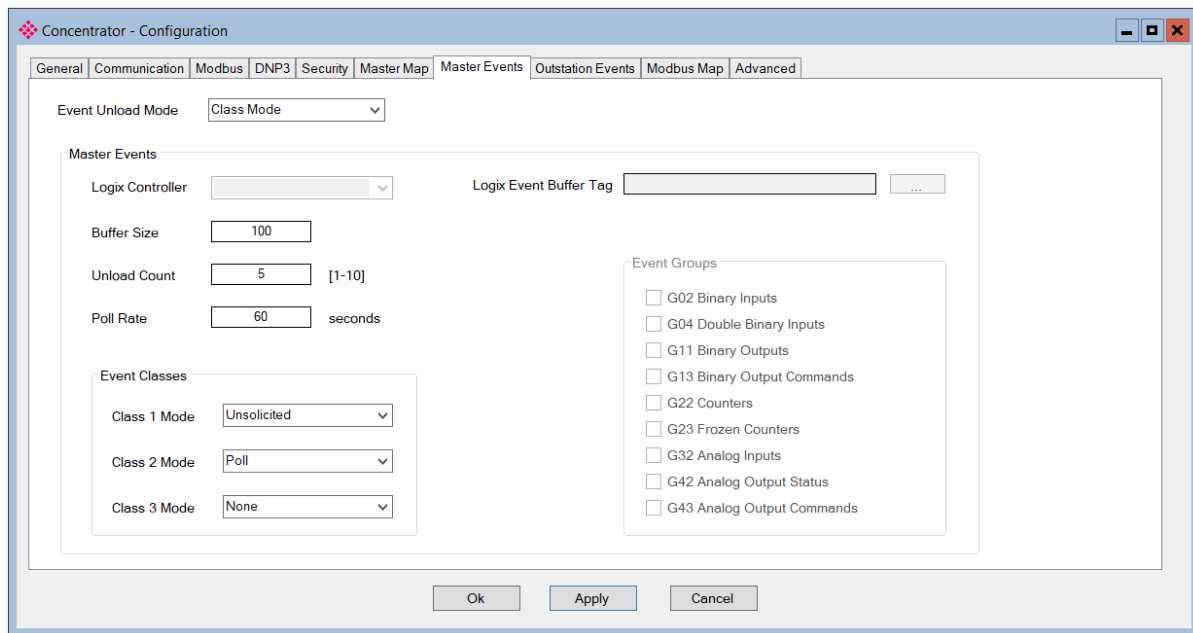 Concentrator - Configuration
General Communication Modbus DNP3 Security Master Map Master Events Outstation Events Modbus Map Advanced
Event Unload Mode Class Mode
Master Events
Logix Controller Logix Event Buffer Tag ...
Buffer Size 100
Unload Count 5 [1-10]
Poll Rate 60 seconds
Event Classes
Class 1 Mode Unsolicited
Class 2 Mode Poll
Class 3 Mode None
Event Groups
G02 Binary Inputs
G04 Double Binary Inputs
G11 Binary Outputs
G13 Binary Output Commands
G22 Counters
G23 Frozen Counters
G32 Analog Inputs
G42 Analog Output Status
G43 Analog Output Commands
Ok Apply Cancel